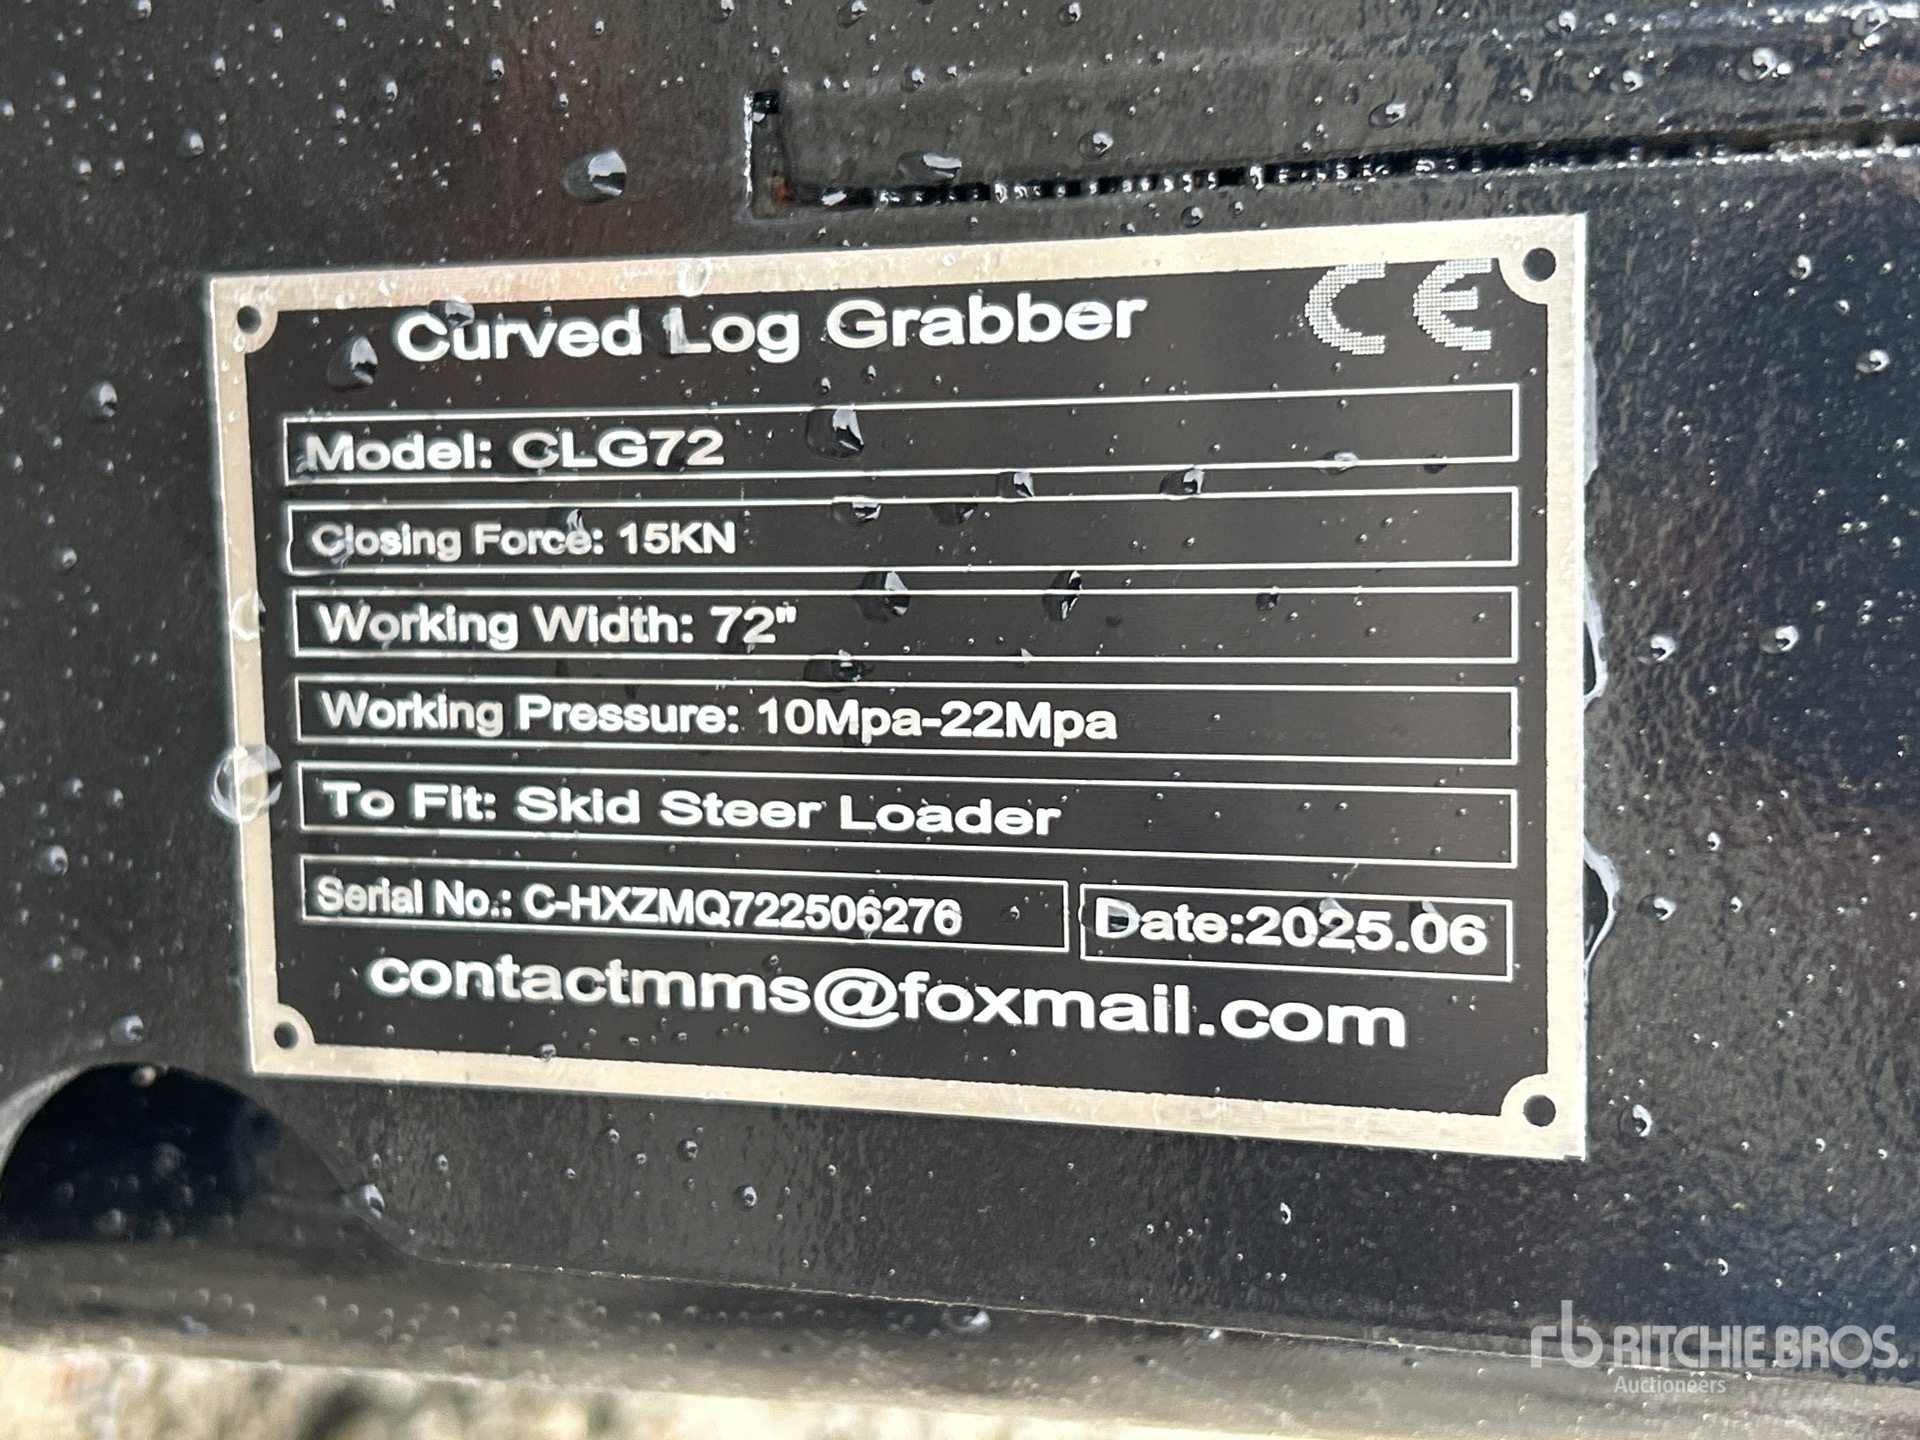 Curved Log Grabber CE
Model: CLG72
Closing Force: 15KN
Working Width: 72"
Working Pressure: 10Mpa-22Mpa
To Fit: Skid Steer Loader
Serial No.: C-HXZMQ722506276 Date:2025.06
contactmms@foxmail.com
rb RITCHIE BROS.
Auctioneers